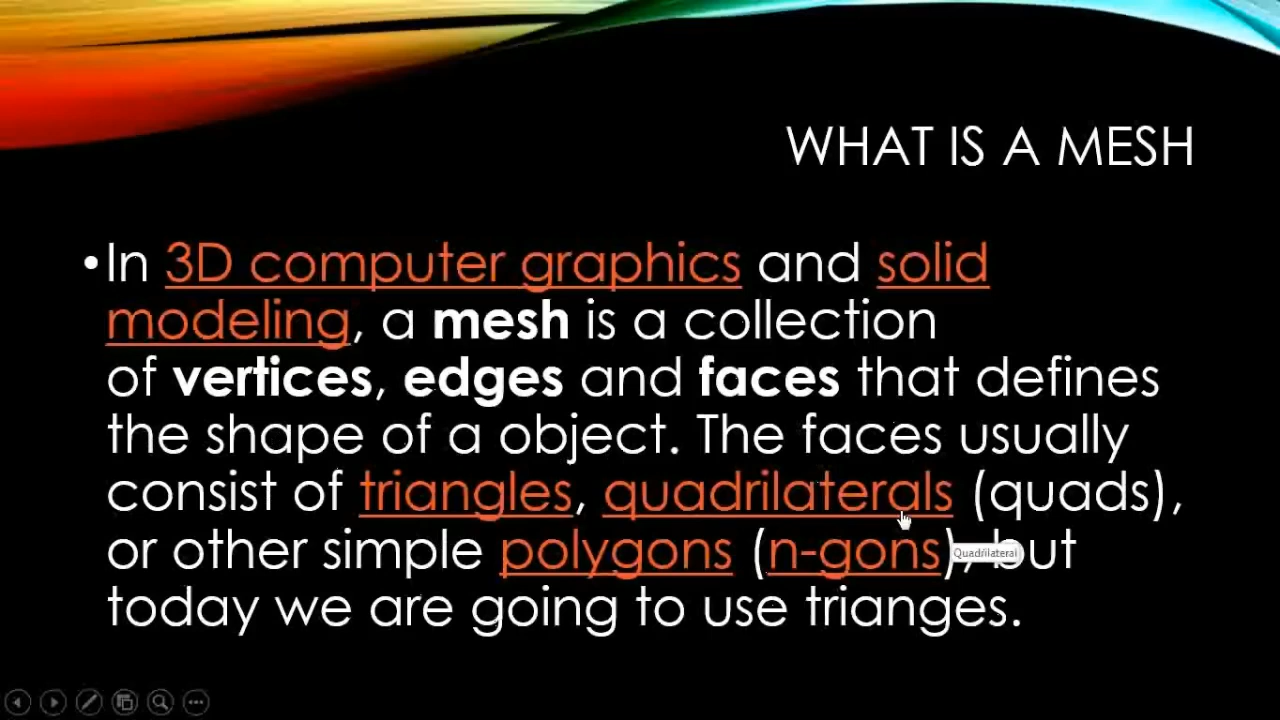 WHAT IS A MESH
•In 3D computer graphics and solid
modeling, a mesh is a collection
of vertices, edges and faces that defines
the shape of a object. The faces usually
consist of triangles, quadrilaterals (quads),
or other simple polygons (n-gons), but
Quadrilateral
today we are going to use trianges.